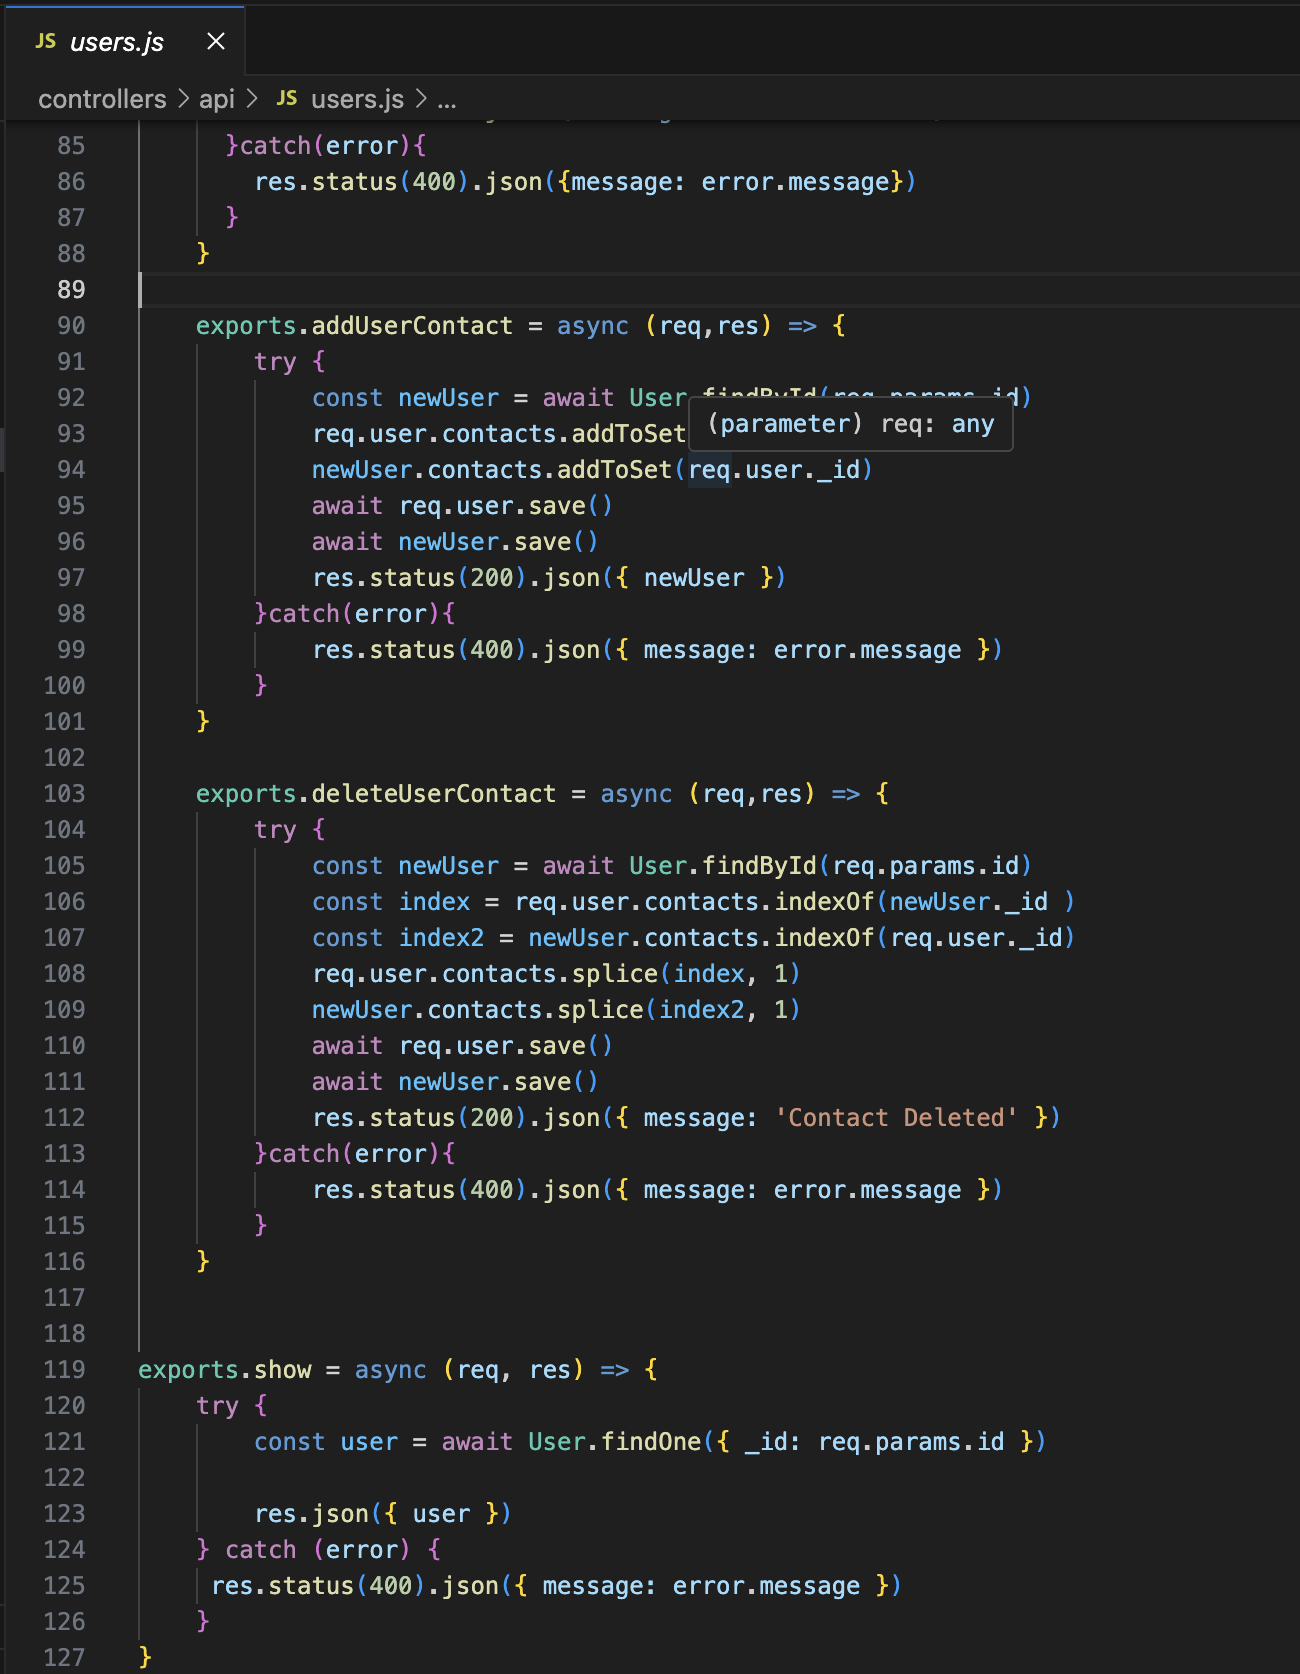 JS users.js
controllers > api > JS users.js > ...
85 }catch(error){
86 res.status(400).json({message: error.message})
87 }
88 }
89
90 exports.addUserContact = async (req,res) => {
91 try {
92 const newUser = await User.findById(req.params.id)
(parameter) req: any
93 req.user.contacts.addToSet
94 newUser.contacts.addToSet(req.user._id)
95 await req.user.save()
96 await newUser.save()
97 res.status(200).json({ newUser })
98 }catch(error){
99 res.status(400).json({ message: error.message })
100 }
101 }
102
103 exports.deleteUserContact = async (req,res) => {
104 try {
105 const newUser = await User.findById(req.params.id)
106 const index = req.user.contacts.indexOf(newUser._id )
107 const index2 = newUser.contacts.indexOf(req.user._id)
108 req.user.contacts.splice(index, 1)
109 newUser.contacts.splice(index2, 1)
110 await req.user.save()
111 await newUser.save()
112 res.status(200).json({ message: 'Contact Deleted' })
113 }catch(error){
114 res.status(400).json({ message: error.message })
115 }
116 }
117
118
119 exports.show = async (req, res) => {
120 try {
121 const user = await User.findOne({ _id: req.params.id })
122
123 res.json({ user })
124 } catch (error) {
125 res.status(400).json({ message: error.message })
126 }
127 }